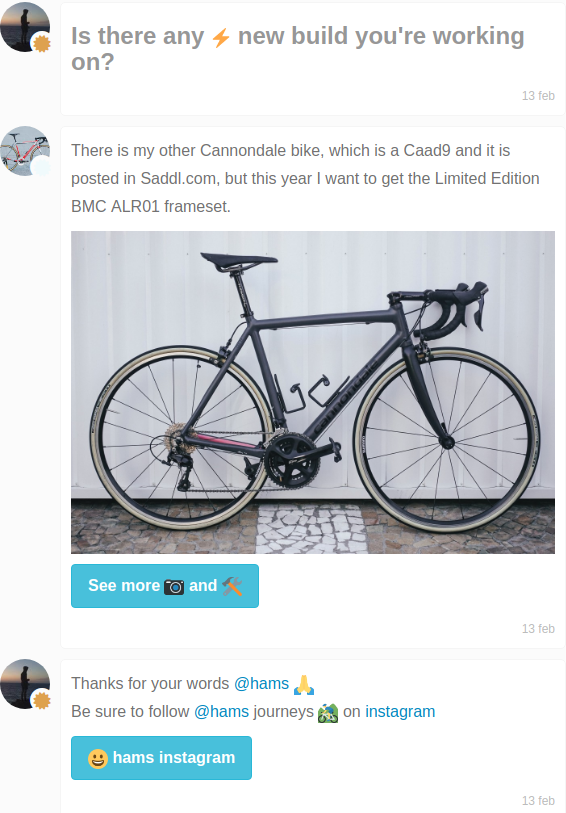 Is there any ⚡ new build you're working
on?
13 feb
There is my other Cannondale bike, which is a Caad9 and it is
posted in Saddl.com, but this year I want to get the Limited Edition
BMC ALR01 frameset.
cannondale
See more 📷 and 🛠️
13 feb
Thanks for your words @hams 🙏
Be sure to follow @hams journeys 🚵 on instagram
😀 hams instagram
13 feb